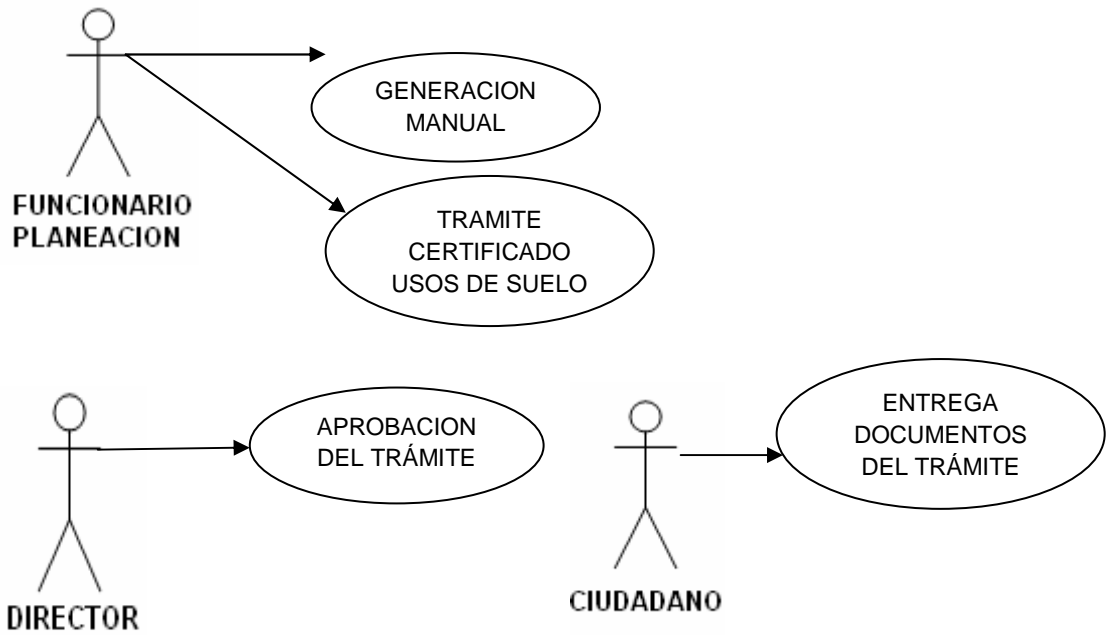 GENERACION
MANUAL
FUNCIONARIO
PLANEACION
TRAMITE
CERTIFICADO
USOS DE SUELO
APROBACION
DEL TRÁMITE
ENTREGA
DOCUMENTOS
DEL TRÁMITE
DIRECTOR
CIUDADANO